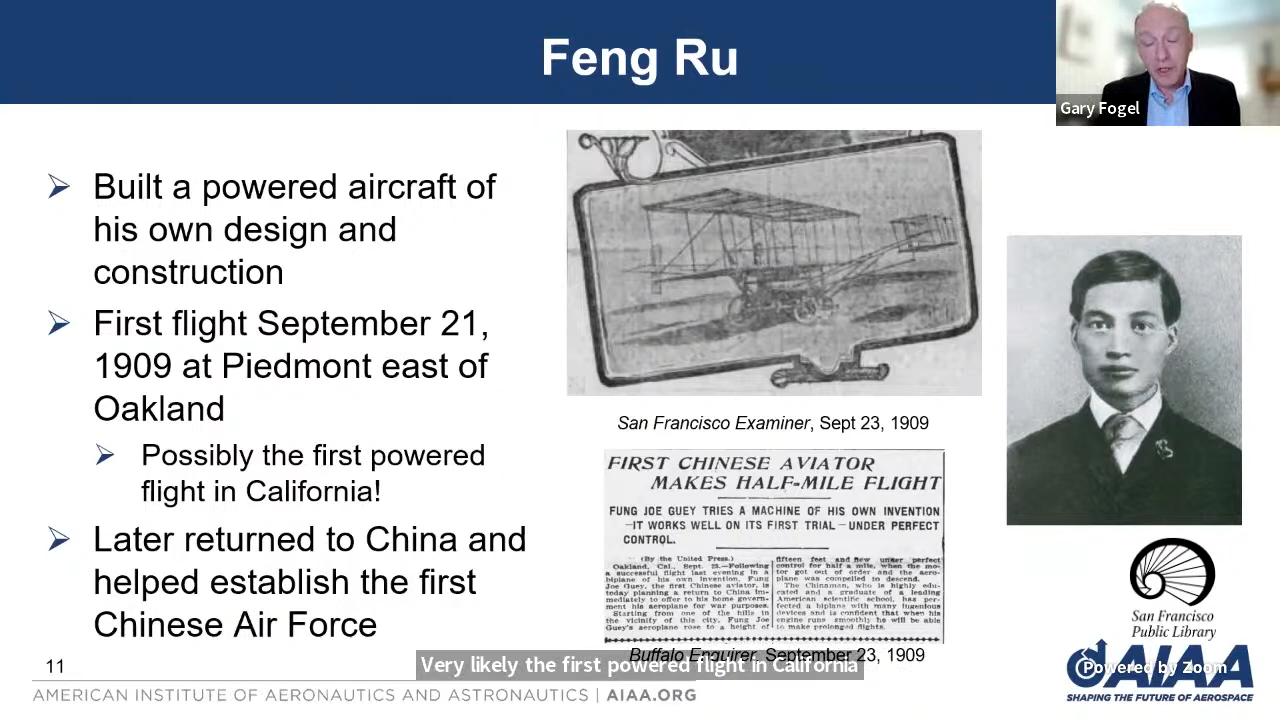 Feng Ru
Gary Fogel
Built a powered aircraft of
his own design and
construction
First flight September 21,
1909 at Piedmont east of
Oakland
Possibly the first powered
flight in California!
Later returned to China and
helped establish the first
Chinese Air Force
San Francisco Examiner, Sept 23, 1909
FIRST CHINESE AVIATOR
MAKES HALF-MILE FLIGHT
FUNG JOE GUEY TRIES A MACHINE OF HIS OWN INVENTION
—IT WORKS WELL ON ITS FIRST TRIAL—UNDER PERFECT
CONTROL.
(By the United Press.)
Oakland, Cal., Sept. 23.—Following
a successful flight last evening in a
biplane of his own invention, Fung
Joe Guey, the first Chinese aviator, is
today planning a return to China im-
mediately to offer to his home govern-
ment his aeroplane for war purposes.
Starting from one of the hills in
the vicinity of this city, Fung Joe
Guey's aeroplane rose to a height of
fifteen feet and flew under perfect
control for half a mile, when the mo-
tor got out of order and the aero-
plane was compelled to descend.
The Chinaman, who is highly edu-
cated and a graduate of a leading
American scientific school, has per-
fected a biplane with many ingenious
devices and is confident that when his
engine runs smoothly he will be able
to make prolonged flights.
Buffalo Enquirer, September 23, 1909
Very likely the first powered flight in California
San Francisco
Public Library
11
AMERICAN INSTITUTE OF AERONAUTICS AND ASTRONAUTICS | AIAA.ORG
AIAA
Powered by Zoom
SHAPING THE FUTURE OF AEROSPACE